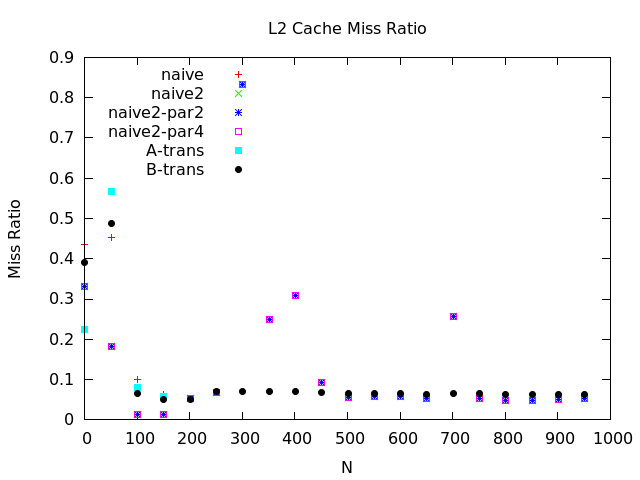 L2 Cache Miss Ratio
0.9
0.8
0.7
0.6
0.5
0.4
0.3
0.2
0.1
0
Miss Ratio
naive
naive2
naive2-par2
naive2-par4
A-trans
B-trans
0 100 200 300 400 500 600 700 800 900 1000
N